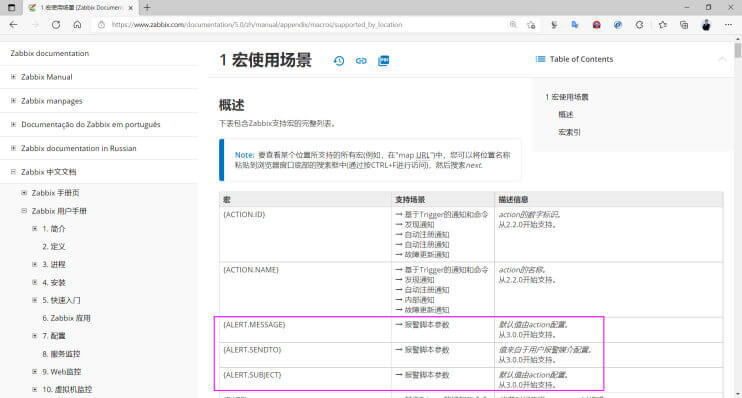 1 宏使用场景 [Zabbix Documen
https://www.zabbix.com/documentation/5.0/zh/manual/appendix/macros/supported_by_location
Zabbix documentation
Zabbix Manual
Zabbix manpages
Documentação do Zabbix em português
Zabbix documentation in Russian
Zabbix 中文文档
Zabbix 手册页
Zabbix 用户手册
1. 简介
2. 定义
3. 进程
4. 安装
5. 快速入门
6. Zabbix 应用
7. 配置
8. 服务监控
9. Web监控
10. 虚拟机监控
1 宏使用场景
概述
下表包含Zabbix支持宏的完整列表。
Note: 要查看某个位置所支持的所有宏(例如，在"map URL")中，您可以将位置名称
粘贴到浏览器窗口底部的搜索框中(通过按CTRL+F进行访问)，然后搜索next.
宏 支持场景 描述信息
{ACTION.ID} → 基于Trigger的通知和命令 action的数字标识。
→ 发现通知 从2.2.0开始支持。
→ 自动注册通知
→ 自动注册通知
→ 故障更新通知
{ACTION.NAME} → 基于Trigger的通知和命令 action的名称。
→ 发现通知 从2.2.0开始支持。
→ 自动注册通知
→ 内部通知
→ 故障更新通知
{ALERT.MESSAGE} → 报警脚本参数 默认值由action配置。
从3.0.0开始支持。
{ALERT.SENDTO} → 报警脚本参数 值来自于用户报警媒介配置。
从3.0.0开始支持。
{ALERT.SUBJECT} → 报警脚本参数 默认值由action配置。
从3.0.0开始支持。
Table of Contents
1 宏使用场景
概述
宏索引